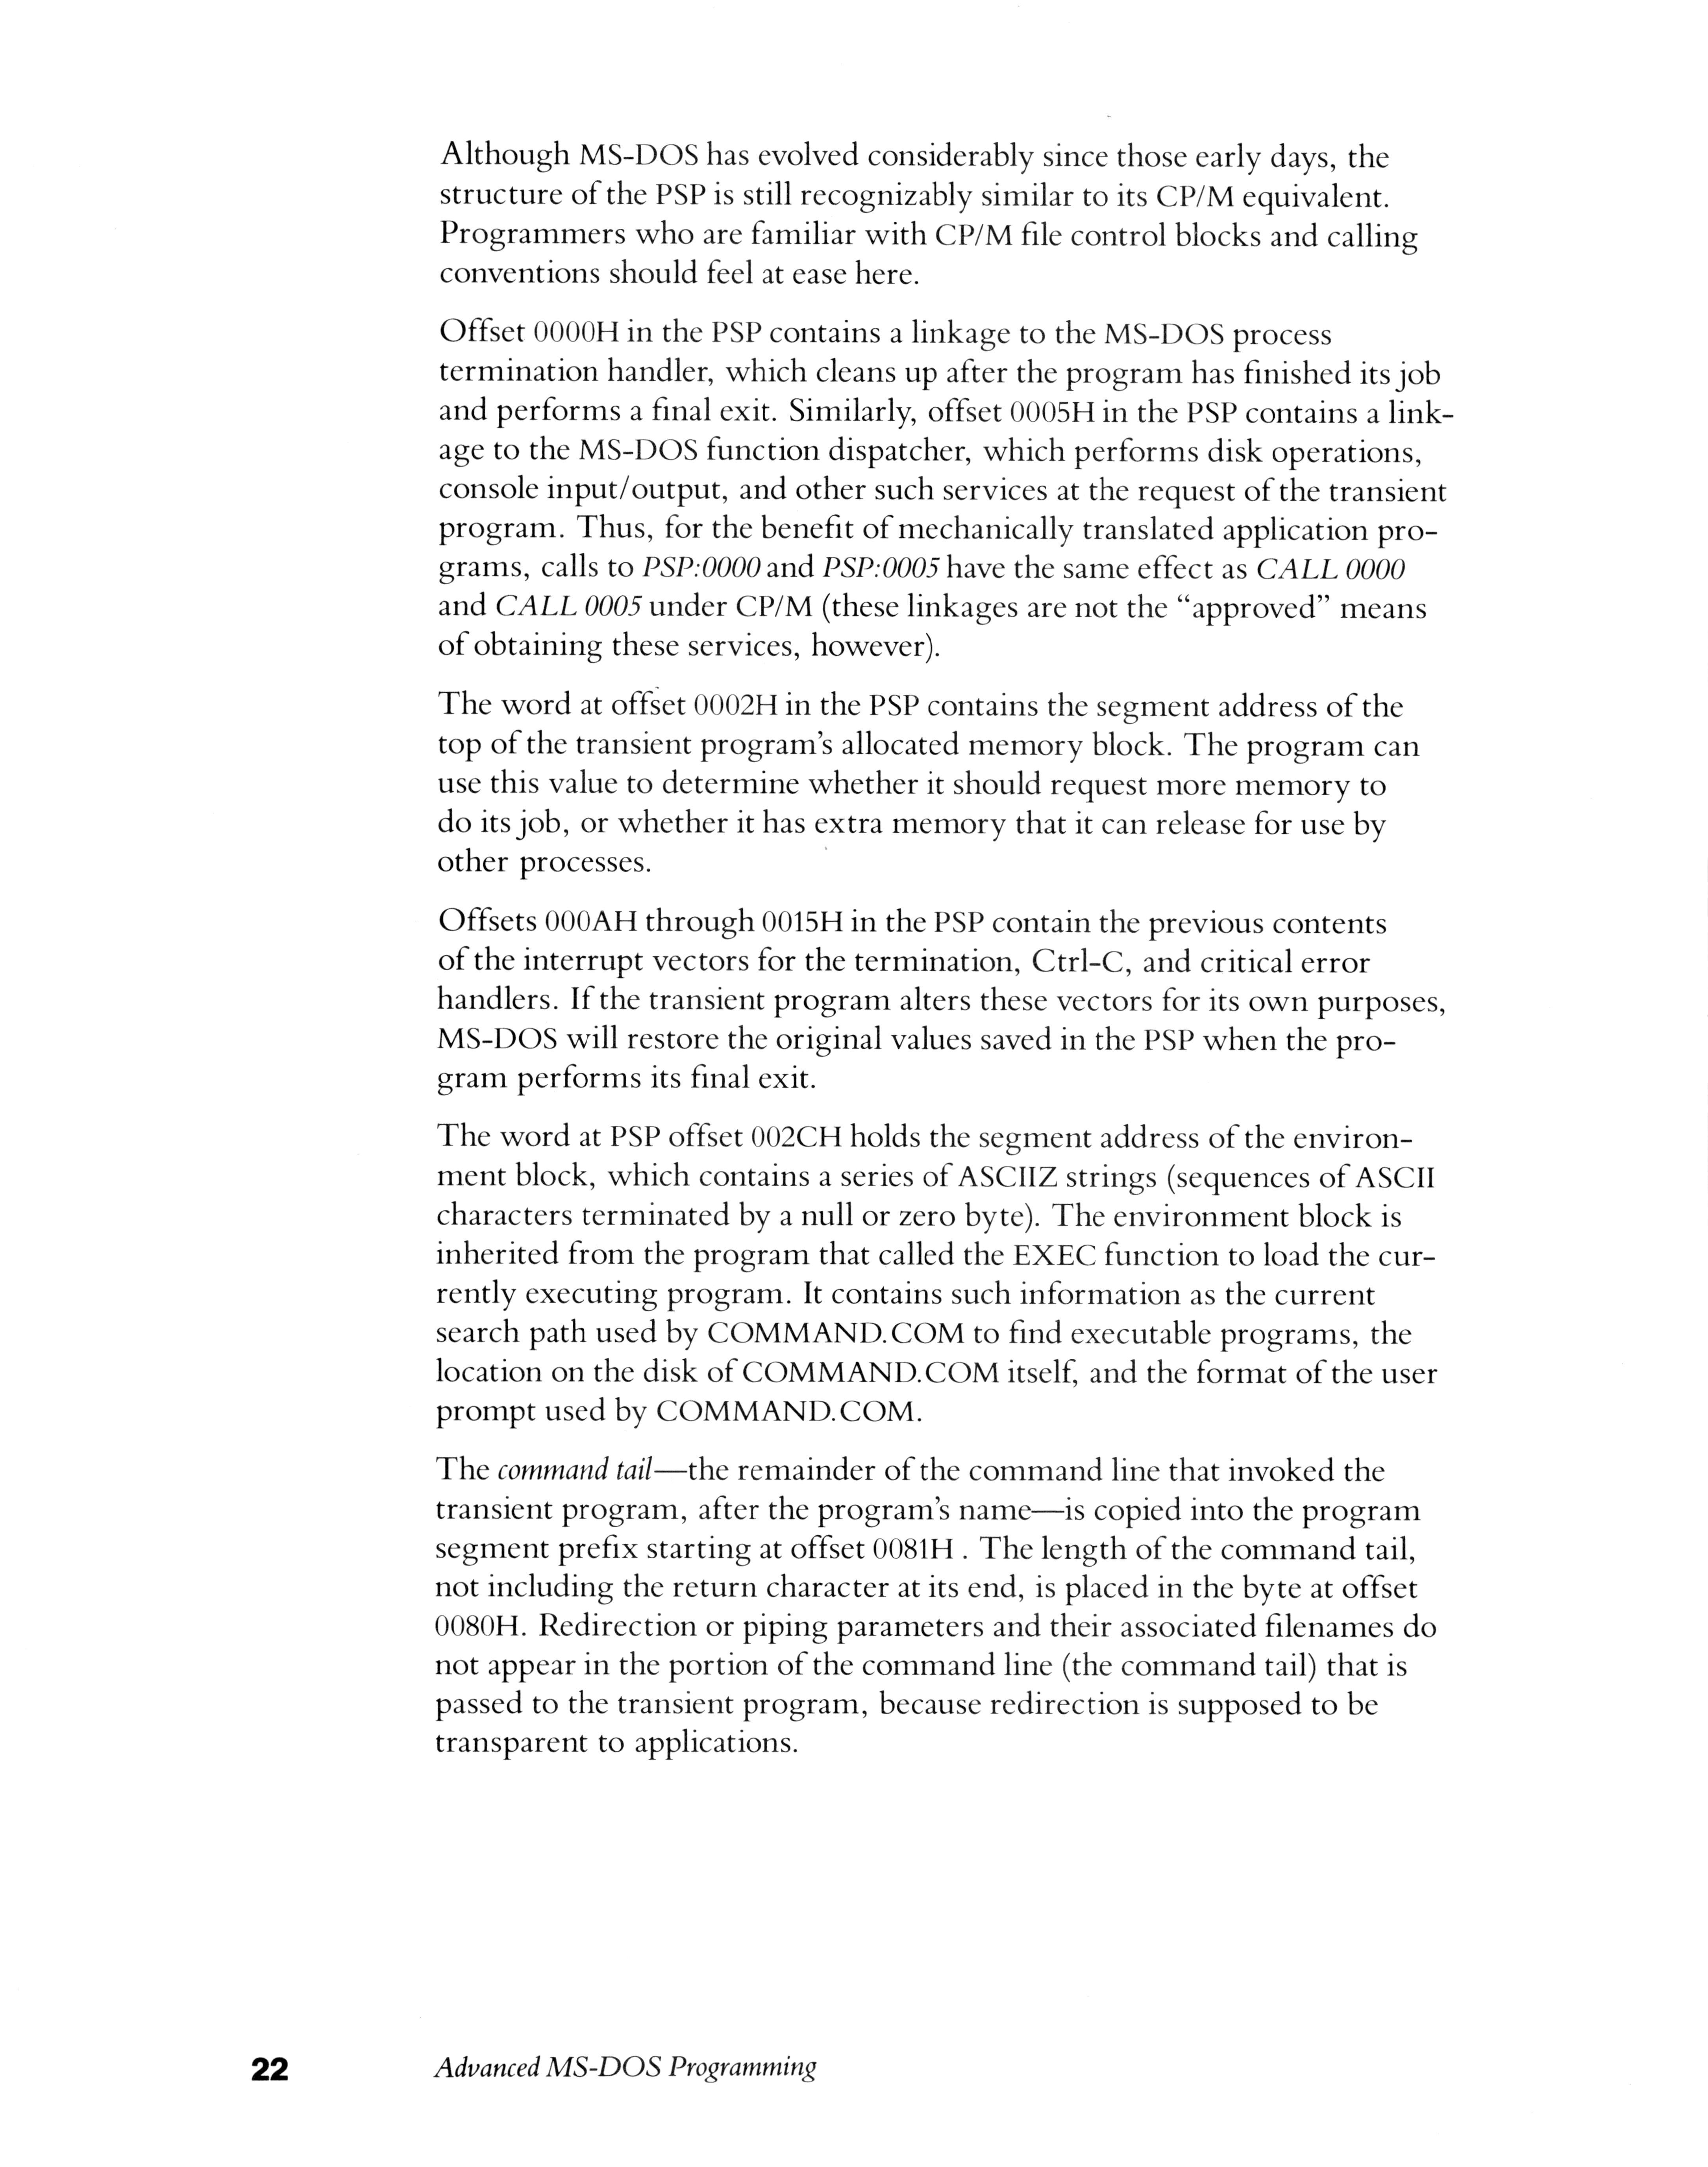 Although MS-DOS has evolved considerably since those early days, the
structure of the PSP is still recognizably similar to its CP/M equivalent.
Programmers who are familiar with CP/M file control blocks and calling
conventions should feel at ease here.
Offset 0000H in the PSP contains a linkage to the MS-DOS process
termination handler, which cleans up after the program has finished its job
and performs a final exit. Similarly, offset 0005H in the PSP contains a link-
age to the MS-DOS function dispatcher, which performs disk operations,
console input/output, and other such services at the request of the transient
program. Thus, for the benefit of mechanically translated application pro-
grams, calls to PSP:0000 and PSP:0005 have the same effect as CALL 0000
and CALL 0005 under CP/M (these linkages are not the “approved” means
of obtaining these services, however).
The word at offset 0002H in the PSP contains the segment address of the
top of the transient program's allocated memory block. The program can
use this value to determine whether it should request more memory to
do its job, or whether it has extra memory that it can release for use by
other processes.
Offsets 000AH through 0015H in the PSP contain the previous contents
of the interrupt vectors for the termination, Ctrl-C, and critical error
handlers. If the transient program alters these vectors for its own purposes,
MS-DOS will restore the original values saved in the PSP when the pro-
gram performs its final exit.
The word at PSP offset 002CH holds the segment address of the environ-
ment block, which contains a series of ASCIIZ strings (sequences of ASCII
characters terminated by a null or zero byte). The environment block is
inherited from the program that called the EXEC function to load the cur-
rently executing program. It contains such information as the current
search path used by COMMAND.COM to find executable programs, the
location on the disk of COMMAND.COM itself, and the format of the user
prompt used by COMMAND.COM.
The command tail—the remainder of the command line that invoked the
transient program, after the program's name—is copied into the program
segment prefix starting at offset 0081H . The length of the command tail,
not including the return character at its end, is placed in the byte at offset
0080H. Redirection or piping parameters and their associated filenames do
not appear in the portion of the command line (the command tail) that is
passed to the transient program, because redirection is supposed to be
transparent to applications.
22 Advanced MS-DOS Programming